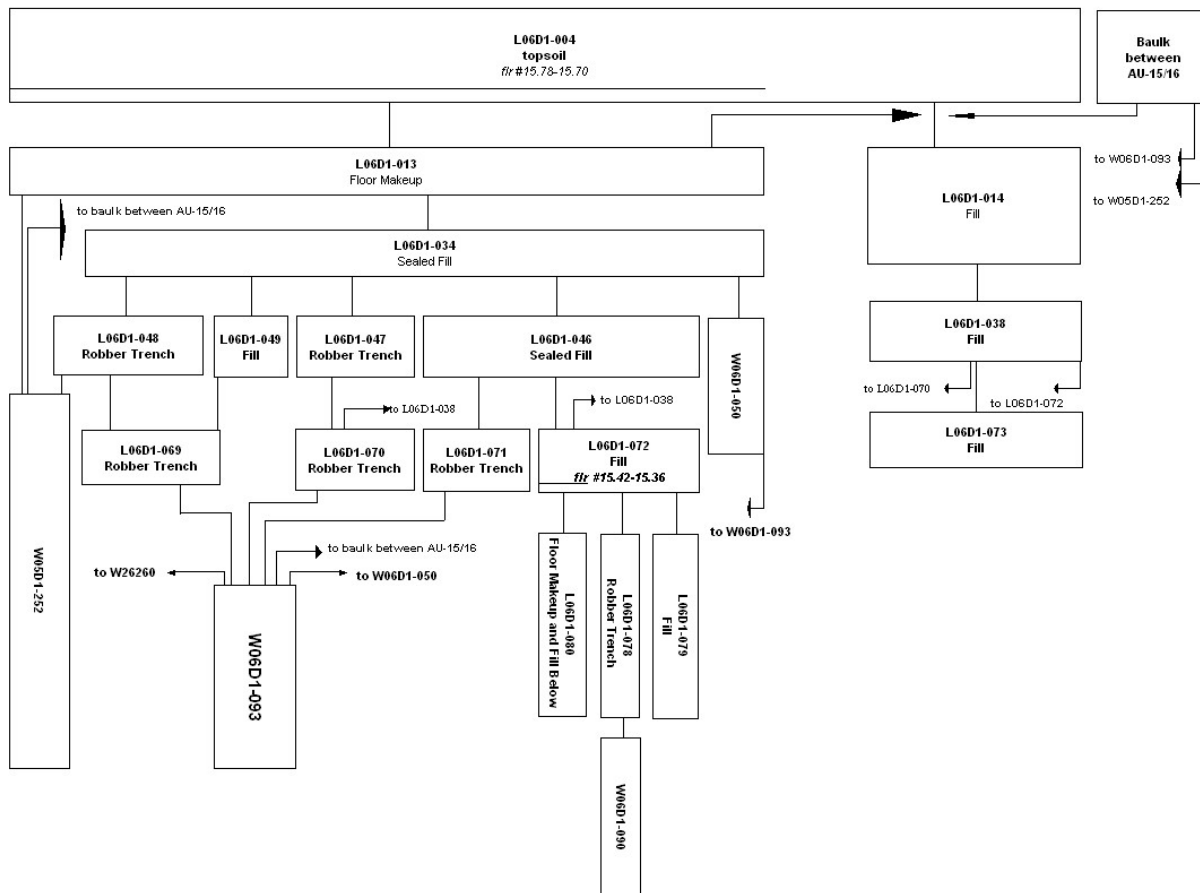 L06D1-004
topsoil
flr #15.78-15.70
Baulk
between
AU-15/16
L06D1-013
Floor Makeup
to W06D1-093
to W05D1-252
L06D1-014
Fill
to baulk between AU-15/16
L06D1-034
Sealed Fill
L06D1-048
Robber Trench
L06D1-049
Fill
L06D1-047
Robber Trench
L06D1-046
Sealed Fill
W06D1-050
L06D1-038
Fill
to L06D1-070
to L06D1-072
to L06D1-038
to L06D1-038
L06D1-069
Robber Trench
L06D1-070
Robber Trench
L06D1-071
Robber Trench
L06D1-072
Fill
flr #15.42-15.36
L06D1-073
Fill
to W06D1-093
W05D1-252
to W26260
to baulk between AU-15/16
to W06D1-050
W06D1-093
L06D1-080
Floor Makeup and Fill Below
L06D1-078
Robber Trench
L06D1-079
Fill
W06D1-090